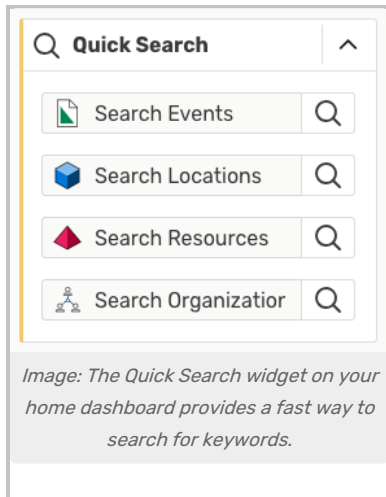 Quick Search
Search Events
Search Locations
Search Resources
Search Organizatior
Image: The Quick Search widget on your
home dashboard provides a fast way to
search for keywords.